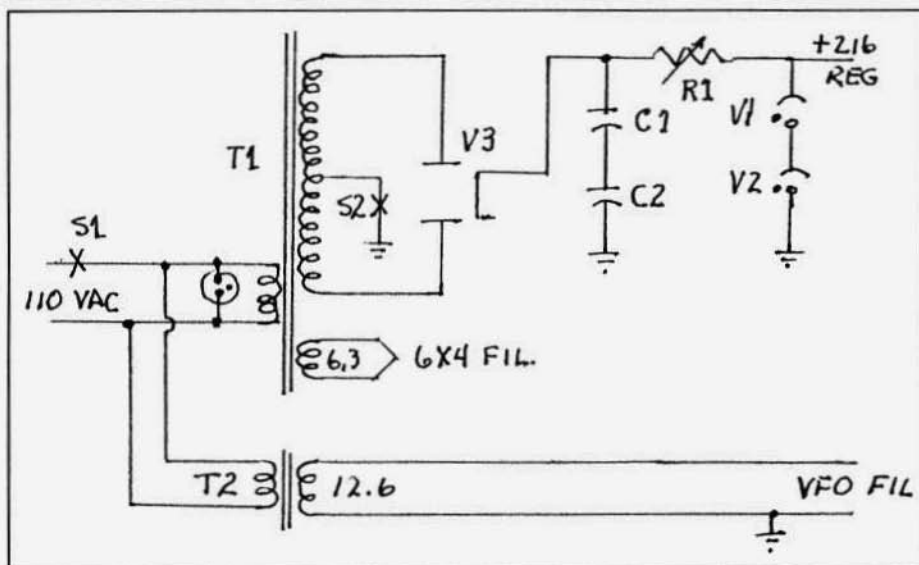 +216
REG
R1
V1
C1
V3
T1
S2
C2
V2
S1
110 VAC
6.3
6X4 FIL.
T2
12.6
VFO FIL